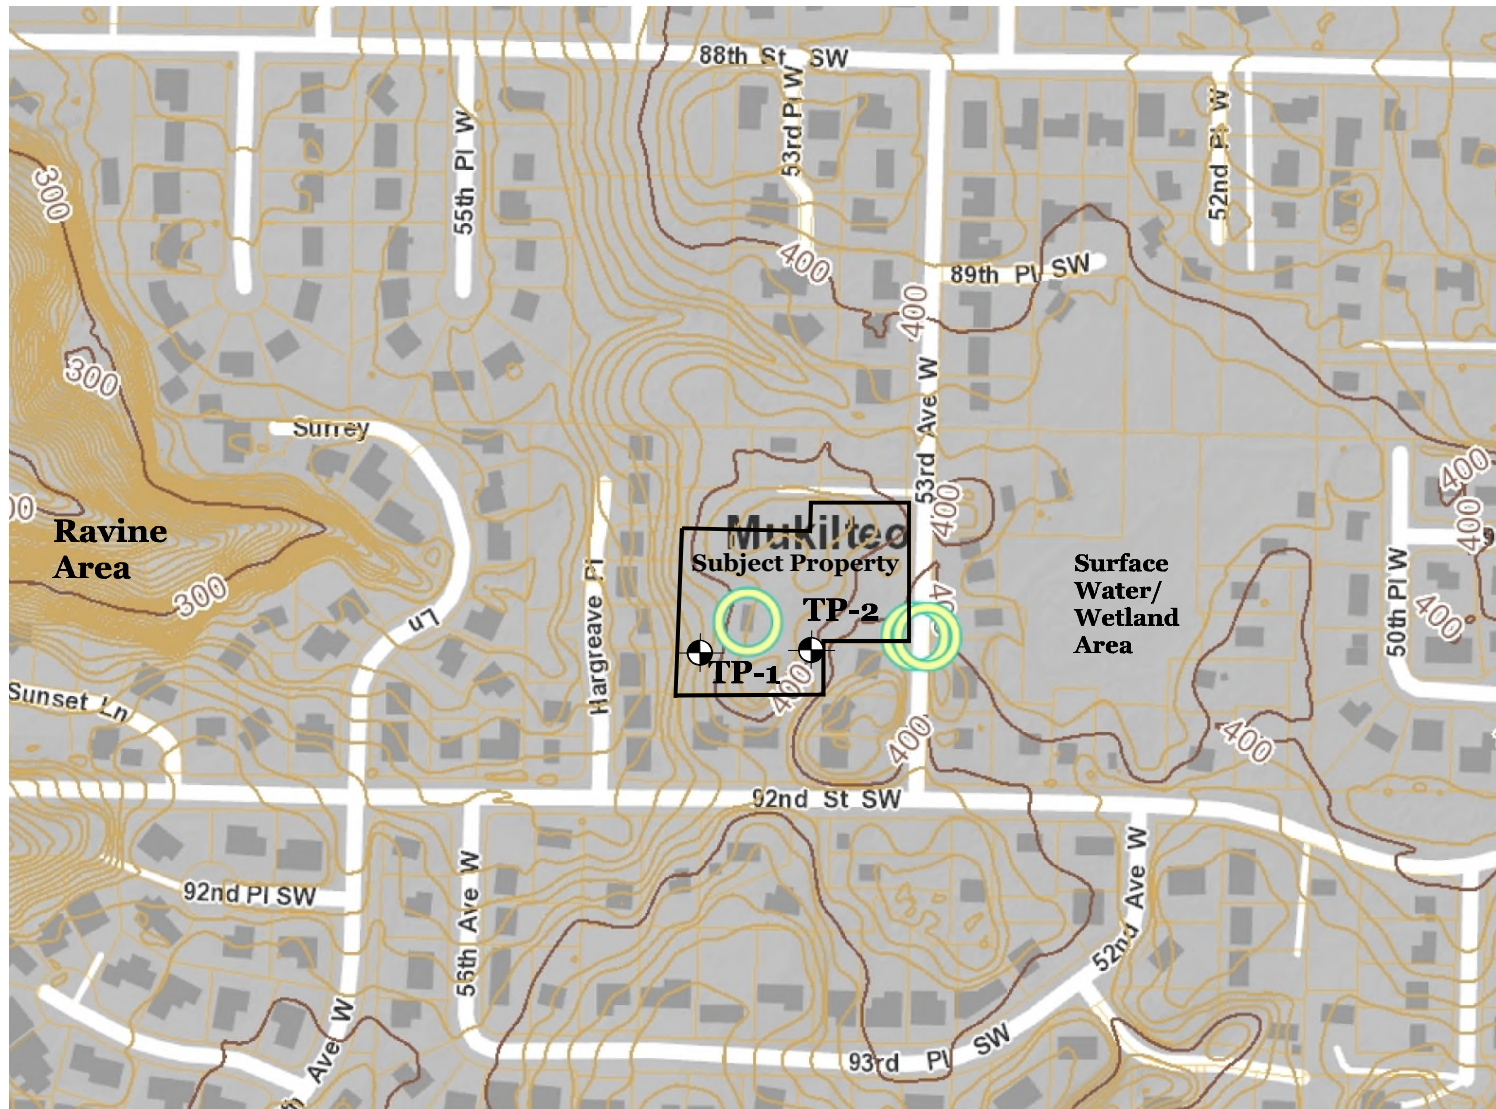 88th St SW
53rd Pl W
55th Pl W
52nd Pl W
300
400
89th Pl SW
400
300
53rd Ave W
Surrey
Ln
400
400
400
Mukilteo
Ravine
Area
Subject Property
Surface
Water/
Wetland
Area
TP-2
TP-1
300
Hargreave Pl
50th Pl W
400
400
Sunset Ln
400
400
92nd St SW
92nd Pl SW
56th Ave W
52nd Ave W
Ave W
93rd Pl SW